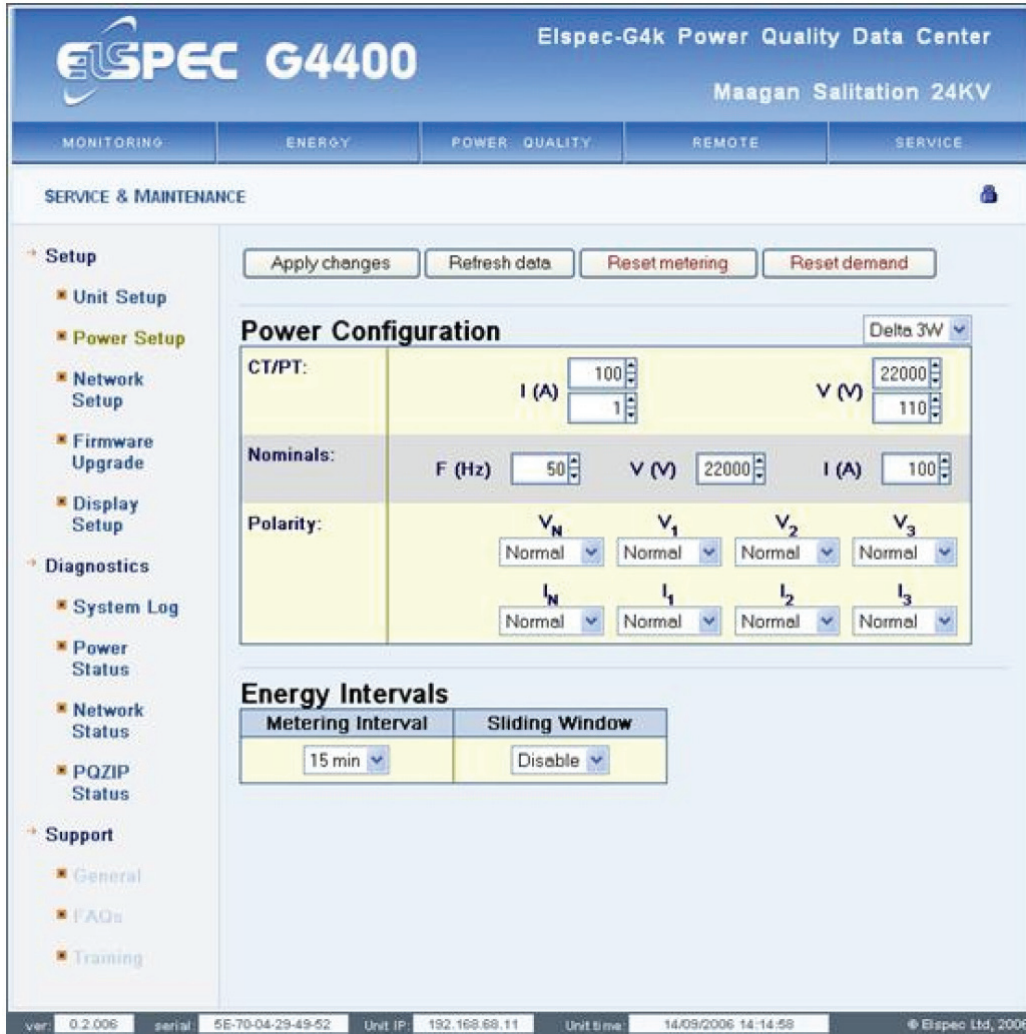 ELSPEC G4400
Elspec-G4k Power Quality Data Center
Maagan Salitation 24KV
MONITORING ENERGY POWER QUALITY REMOTE SERVICE
SERVICE & MAINTENANCE
Setup
Unit Setup
Power Setup
Network
Setup
Firmware
Upgrade
Display
Setup
Diagnostics
System Log
Power
Status
Network
Status
PQZIP
Status
Support
General
FAQs
Training
Apply changes Refresh data Reset metering Reset demand
Power Configuration Delta 3W
CT/PT: I (A) 100 1 V (V) 22000 110
Nominals: F (Hz) 50 V (V) 22000 I (A) 100
Polarity: VN V1 V2 V3
Normal Normal Normal Normal
IN I1 I2 I3
Normal Normal Normal Normal
Energy Intervals
Metering Interval Sliding Window
15 min Disable
ver: 0.2.006 serial: 5E-70-04-29-49-52 Unit IP: 192.168.68.11 Unit time: 14/09/2006 14:14:58 © Elspec Ltd, 2006